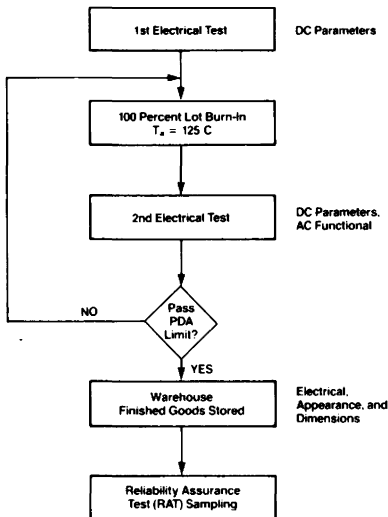 1st Electrical Test
DC Parameters
100 Percent Lot Burn-In
Tₐ = 125 C
2nd Electrical Test
DC Parameters,
AC Functional
Pass
PDA
Limit?
NO
YES
Warehouse
Finished Goods Stored
Electrical,
Appearance, and
Dimensions
Reliability Assurance
Test (RAT) Sampling